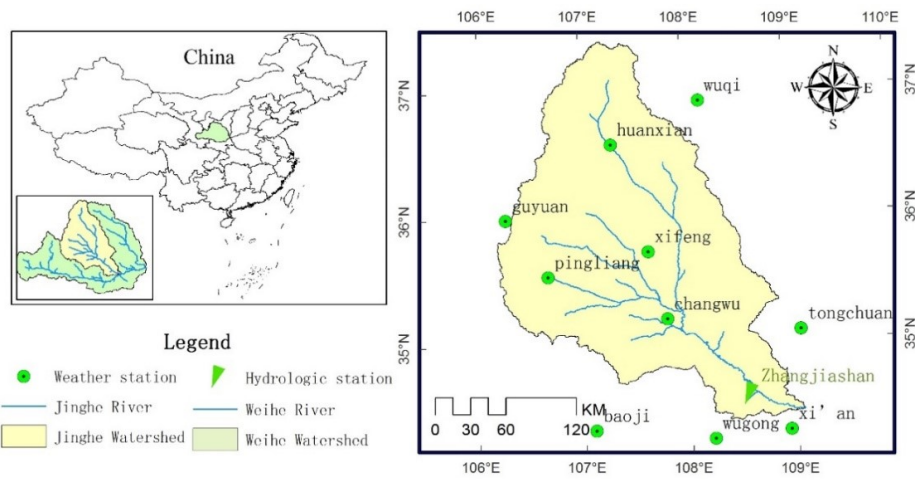 China
Legend
Weather station
Hydrologic station
Jinghe River
Weihe River
Jinghe Watershed
Weihe Watershed
106°E 107°E 108°E 109°E 110°E
37°N
36°N
35°N
wuqi
huanxian
guyuan
xifeng
pingliang
changwu
tongchuan
Zhangjiashan
xi' an
baoji
wugong
N
W E
S
KM
0 30 60 120
37°N
36°N
35°N
106°E 107°E 108°E 109°E